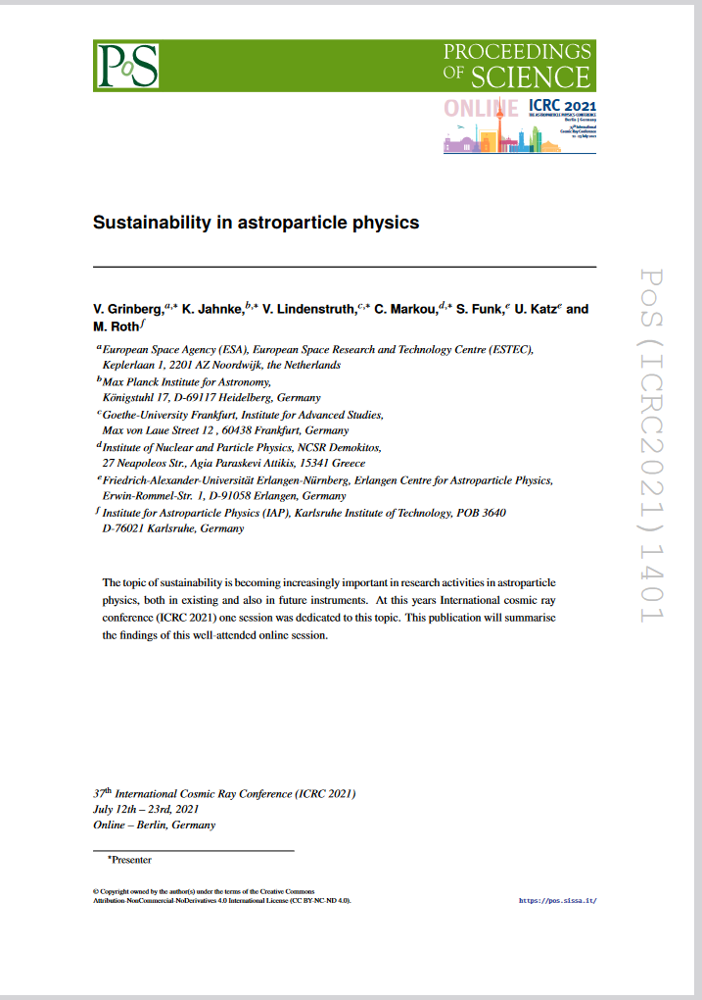 PoS
PROCEEDINGS
OF SCIENCE
ONLINE ICRC 2021
THE ASTROPARTICLE PHYSICS CONFERENCE
Berlin | Germany
37th International
Cosmic Ray Conference
12–23 July 2021
Sustainability in astroparticle physics
V. Grinberg,a,∗ K. Jahnke,b,∗ V. Lindenstruth,c,∗ C. Markou,d,∗ S. Funk,e U. Katze and
M. Rothf
aEuropean Space Agency (ESA), European Space Research and Technology Centre (ESTEC),
Keplerlaan 1, 2201 AZ Noordwijk, the Netherlands
bMax Planck Institute for Astronomy,
Königstuhl 17, D-69117 Heidelberg, Germany
cGoethe-University Frankfurt, Institute for Advanced Studies,
Max von Laue Street 12 , 60438 Frankfurt, Germany
dInstitute of Nuclear and Particle Physics, NCSR Demokitos,
27 Neapoleos Str., Agia Paraskevi Attikis, 15341 Greece
eFriedrich-Alexander-Universität Erlangen-Nürnberg, Erlangen Centre for Astroparticle Physics,
Erwin-Rommel-Str. 1, D-91058 Erlangen, Germany
fInstitute for Astroparticle Physics (IAP), Karlsruhe Institute of Technology, POB 3640
D-76021 Karlsruhe, Germany
The topic of sustainability is becoming increasingly important in research activities in astroparticle
physics, both in existing and also in future instruments. At this years International cosmic ray
conference (ICRC 2021) one session was dedicated to this topic. This publication will summarise
the findings of this well-attended online session.
37th International Cosmic Ray Conference (ICRC 2021)
July 12th – 23rd, 2021
Online – Berlin, Germany
∗Presenter
© Copyright owned by the author(s) under the terms of the Creative Commons
Attribution-NonCommercial-NoDerivatives 4.0 International License (CC BY-NC-ND 4.0).
https://pos.sissa.it/
PoS(ICRC2021)1401